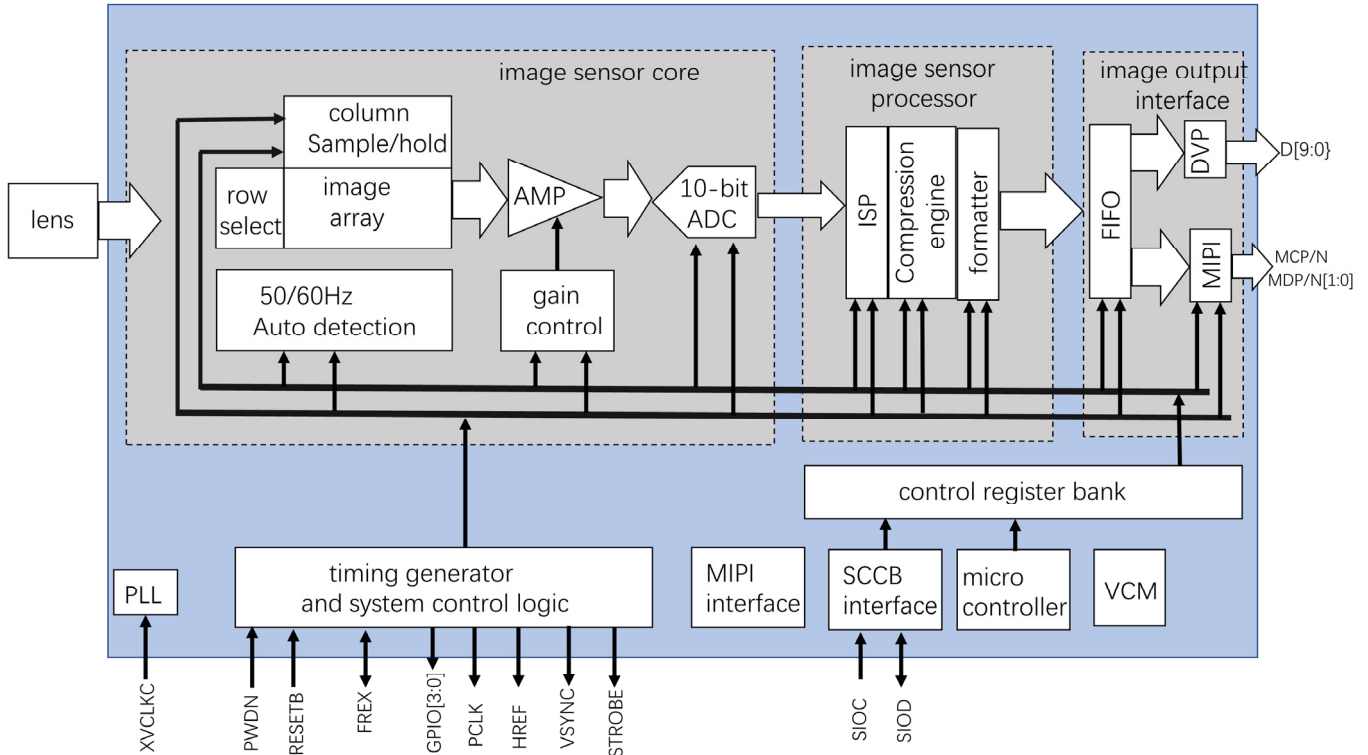 image sensor core
image sensor
processor
image output
interface
column
Sample/hold
row
select
image
array
lens
AMP
10-bit
ADC
ISP
Compression
engine
formatter
FIFO
DVP
MIPI
D[9:0}
MCP/N
MDP/N[1:0]
50/60Hz
Auto detection
gain
control
control register bank
timing generator
and system control logic
PLL
MIPI
interface
SCCB
interface
micro
controller
VCM
XVCLKC
PWDN
RESETB
FREX
GPIO[3:0]
PCLK
HREF
VSYNC
STROBE
SIOC
SIOD